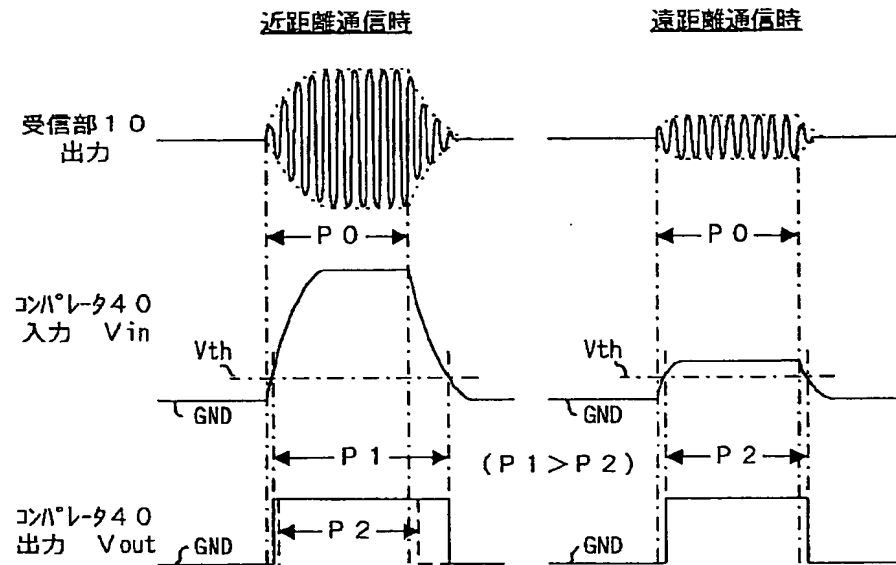 近距離通信時
遠距離通信時
受信部10
出力
P0
P0
コンパレータ40
入力 Vin
Vth
GND
Vth
GND
P1
(P1>P2)
P2
コンパレータ40
出力 Vout
GND
P2
GND